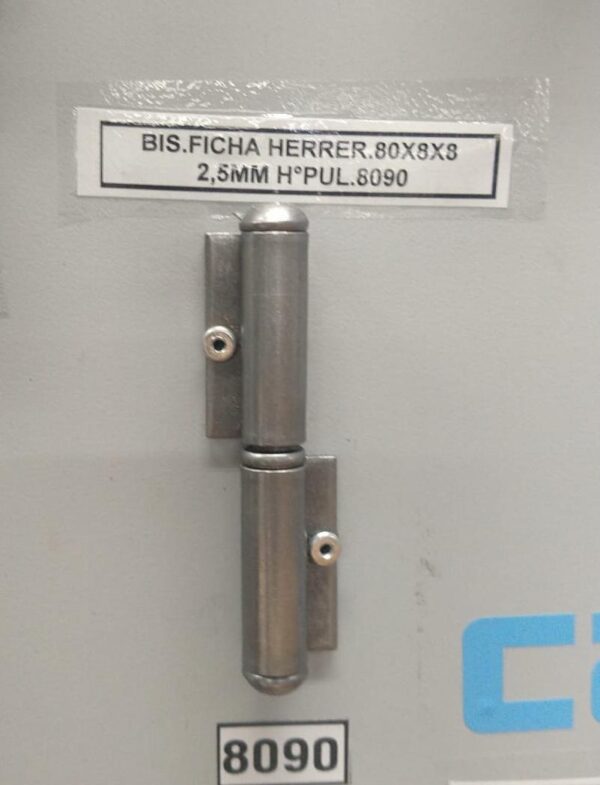 BIS.FICHA HERRER.80X8X8
2,5MM H°PUL.8090
8090